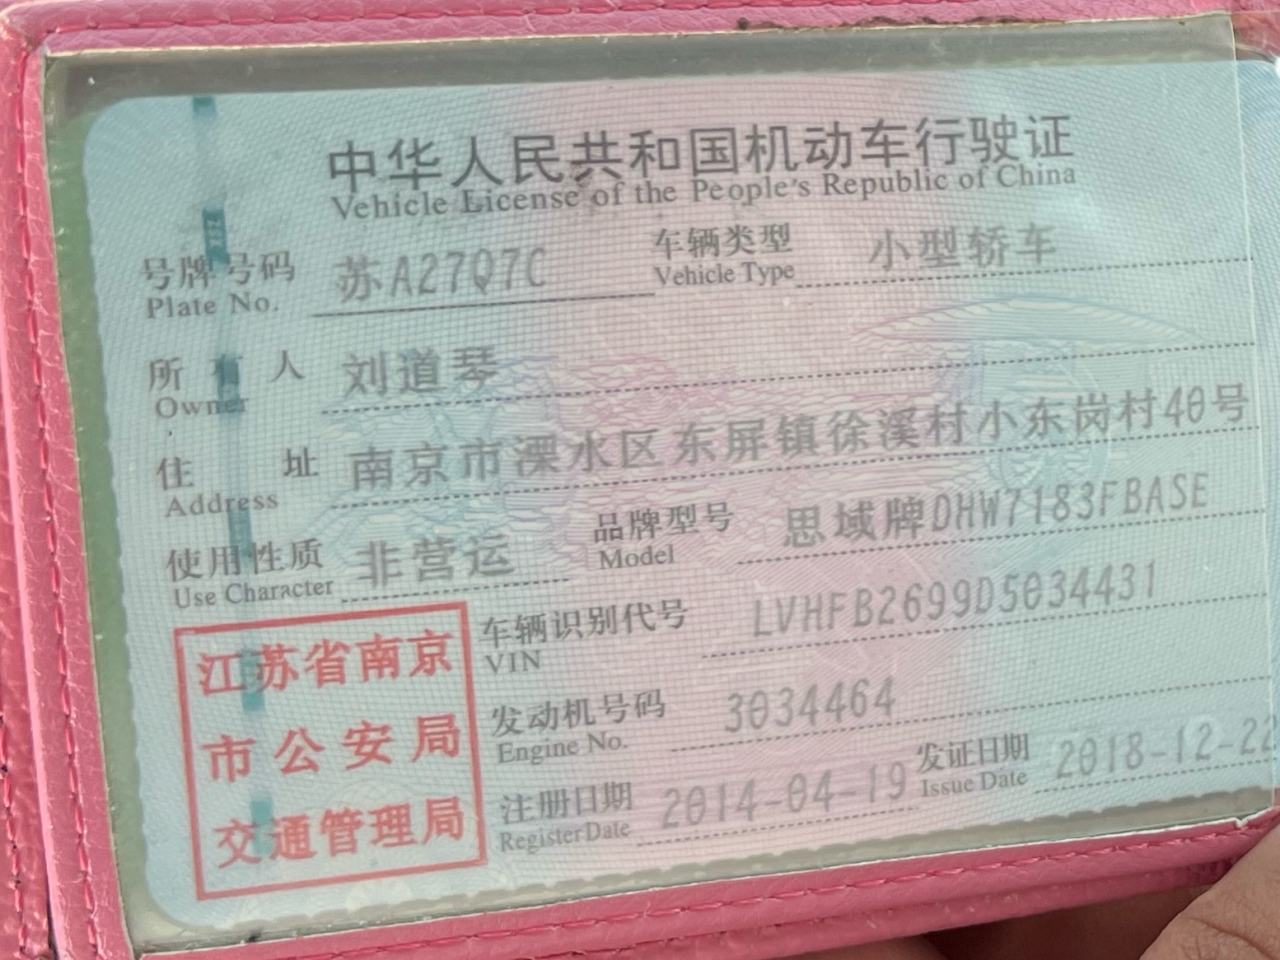 中华人民共和国机动车行驶证
Vehicle License of the People's Republic of China
号牌号码 苏A27Q7C 车辆类型 小型轿车
Plate No. Vehicle Type
所有人 刘道琴
Owner
住址 南京市溧水区东屏镇徐溪村小东岗村40号
Address
使用性质 非营运 品牌型号 思域牌DHW7183FBASE
Use Character Model
车辆识别代号 LVHFB2699D5034431
VIN
发动机号码 3034464
Engine No.
注册日期 2014-04-19 发证日期 2018-12-22
Register Date Issue Date
江苏省南京
市公安局
交通管理局